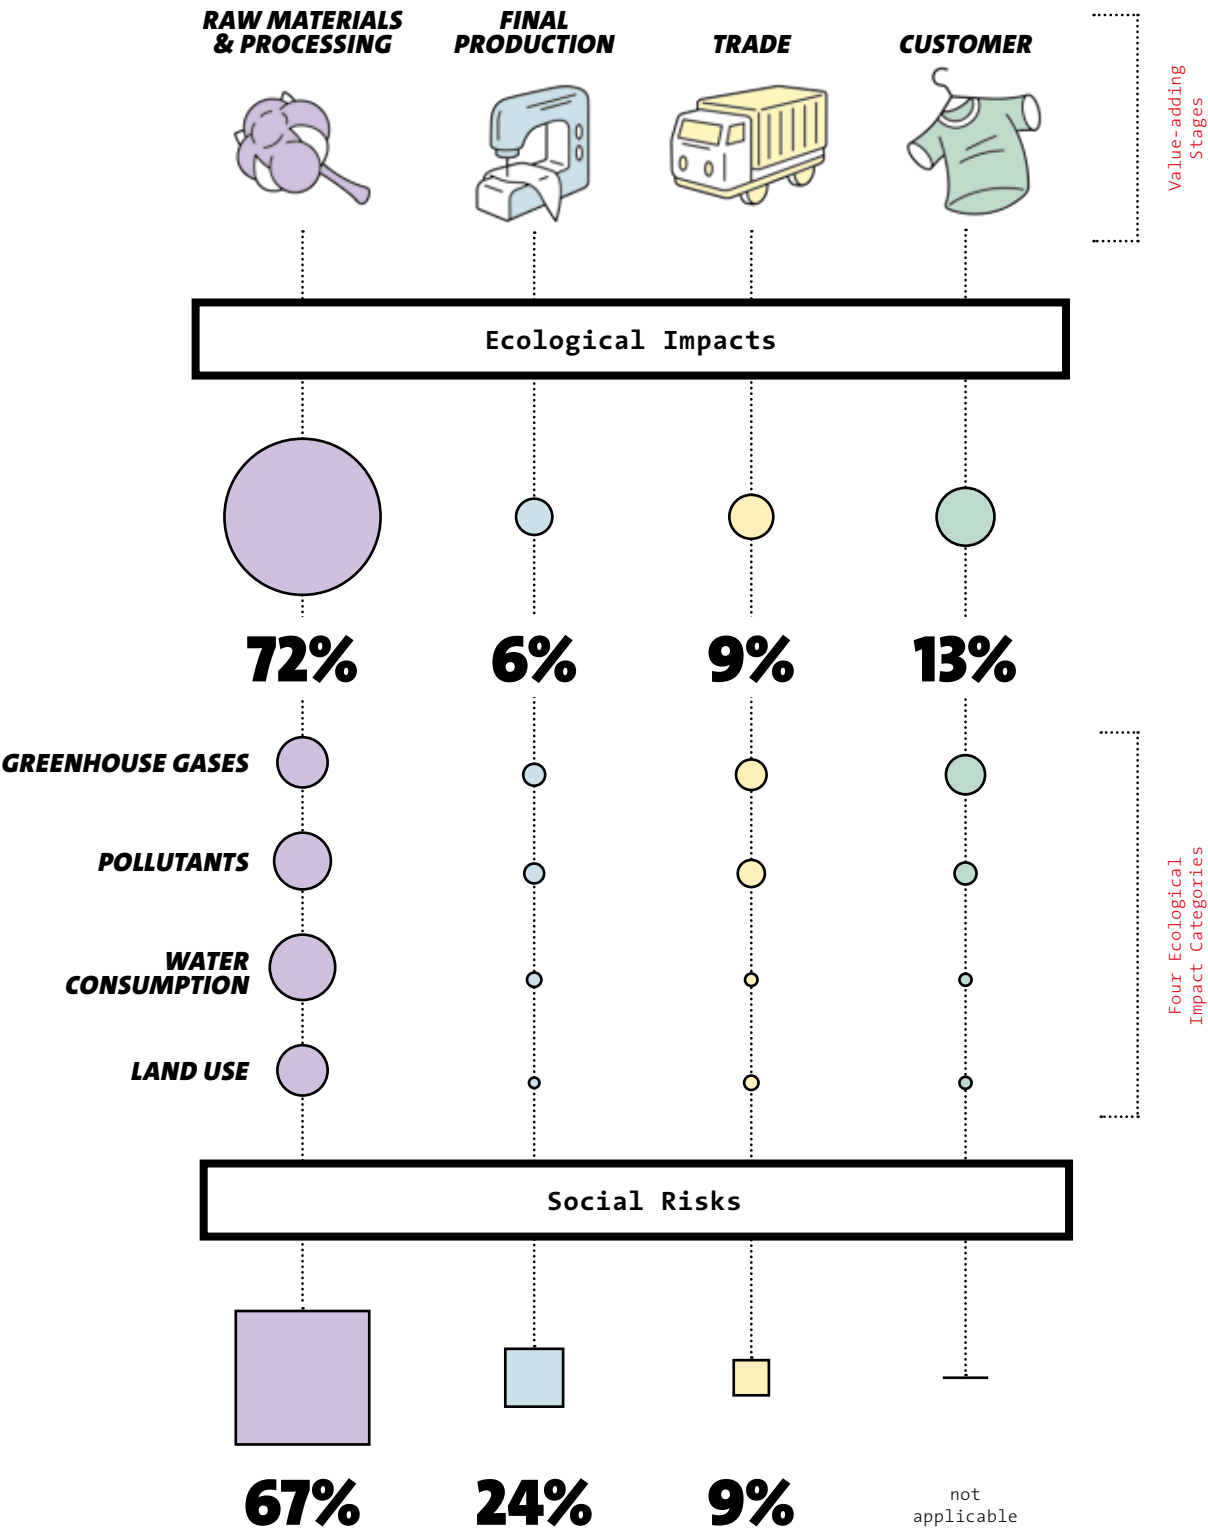 RAW MATERIALS
& PROCESSING
FINAL
PRODUCTION
TRADE
CUSTOMER
Value-adding
Stages
Ecological Impacts
72%
6%
9%
13%
GREENHOUSE GASES
POLLUTANTS
WATER
CONSUMPTION
LAND USE
Four Ecological
Impact Categories
Social Risks
67%
24%
9%
not
applicable